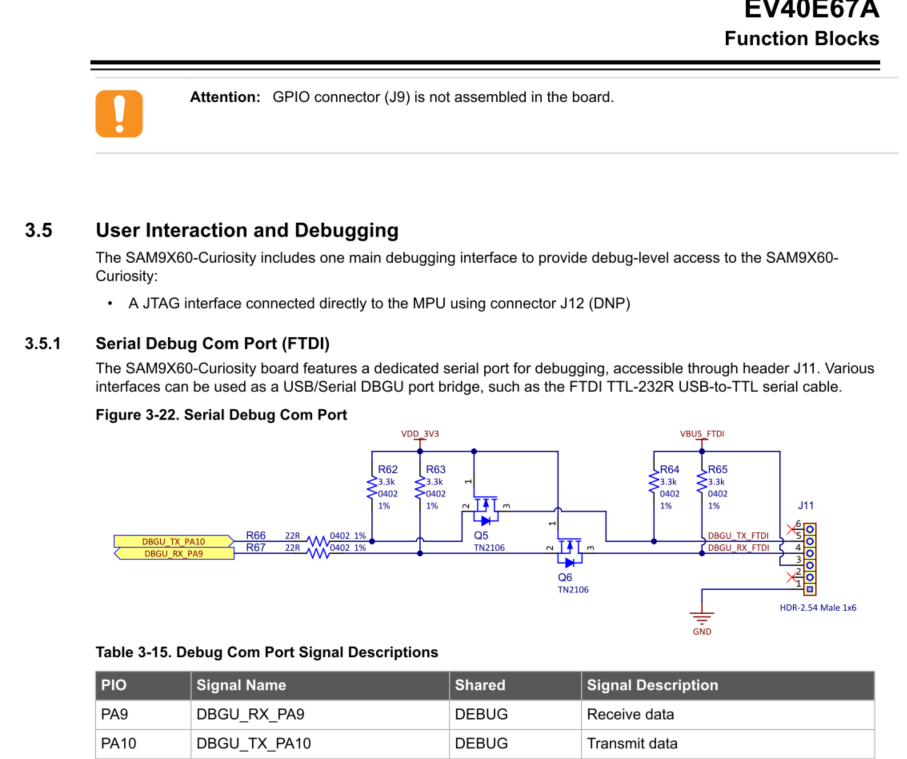 EV40E67A
Function Blocks
Attention: GPIO connector (J9) is not assembled in the board.
3.5 User Interaction and Debugging
The SAM9X60-Curiosity includes one main debugging interface to provide debug-level access to the SAM9X60-
Curiosity:
• A JTAG interface connected directly to the MPU using connector J12 (DNP)
3.5.1 Serial Debug Com Port (FTDI)
The SAM9X60-Curiosity board features a dedicated serial port for debugging, accessible through header J11. Various
interfaces can be used as a USB/Serial DBGU port bridge, such as the FTDI TTL-232R USB-to-TTL serial cable.
Figure 3-22. Serial Debug Com Port
VDD_3V3 VBUS_FTDI
R62 R63 R64 R65
3.3k 3.3k 3.3k 3.3k
0402 0402 0402 0402
1% 1% 1% 1%
1
2 3
Q5
TN2106
1
2 3
Q6
TN2106
DBGU_TX_PA10 R66 22R 0402 1%
DBGU_RX_PA9 R67 22R 0402 1%
DBGU_TX_FTDI
DBGU_RX_FTDI
J11
6
5
4
3
2
1
HDR-2.54 Male 1x6
GND
Table 3-15. Debug Com Port Signal Descriptions
PIO Signal Name Shared Signal Description
PA9 DBGU_RX_PA9 DEBUG Receive data
PA10 DBGU_TX_PA10 DEBUG Transmit data